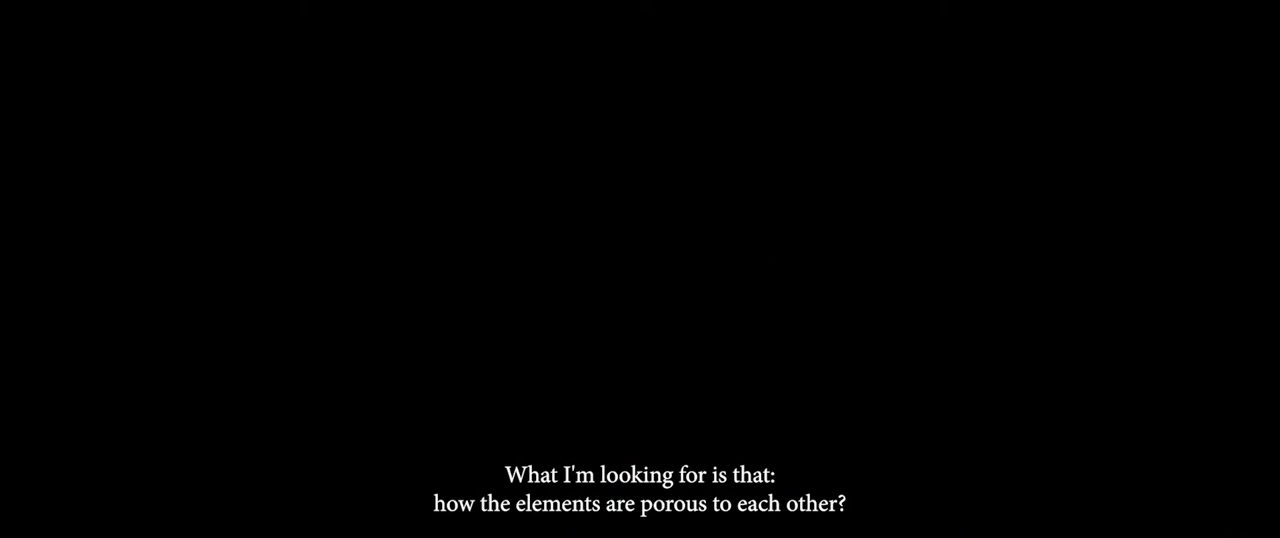 What I'm looking for is that:
how the elements are porous to each other?